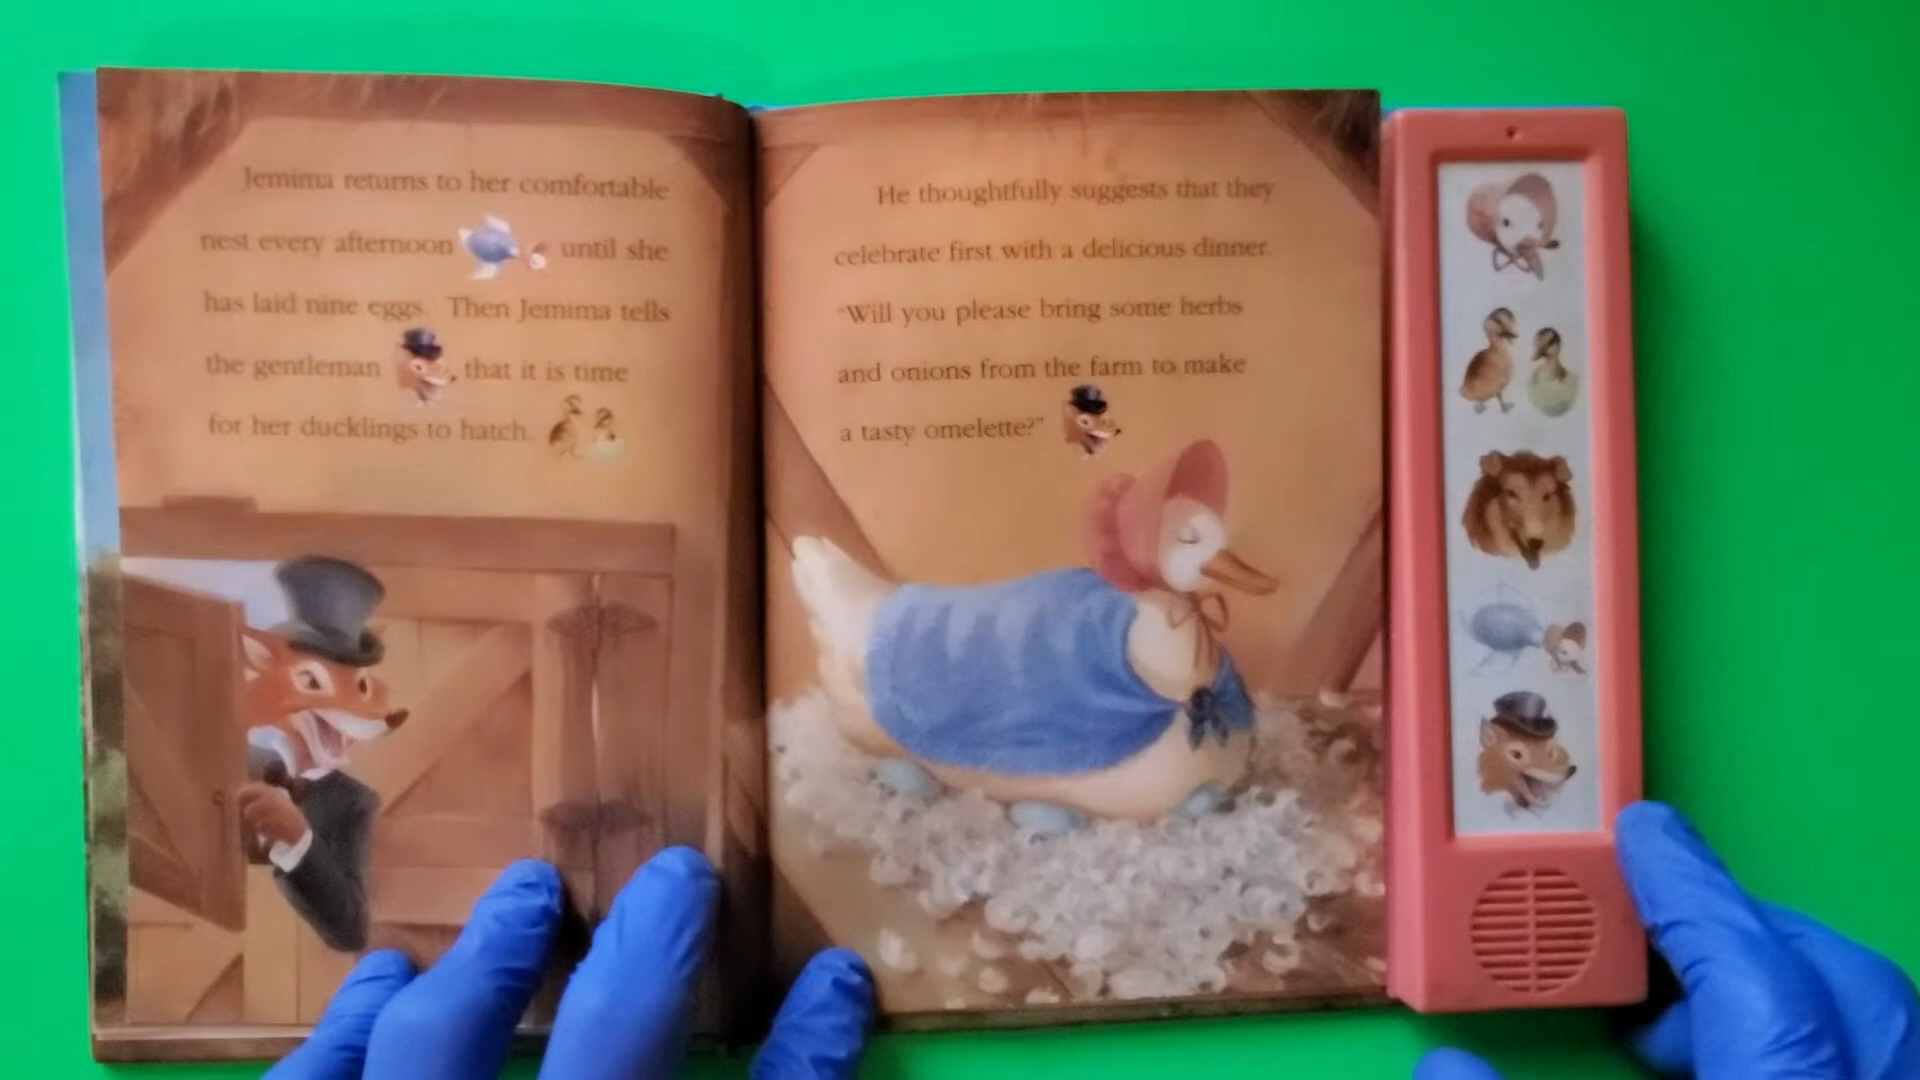 Jemima returns to her comfortable
nest every afternoon until she
has laid nine eggs. Then Jemima tells
the gentleman that it is time
for her ducklings to hatch.
He thoughtfully suggests that they
celebrate first with a delicious dinner.
"Will you please bring some herbs
and onions from the farm to make
a tasty omelette?"